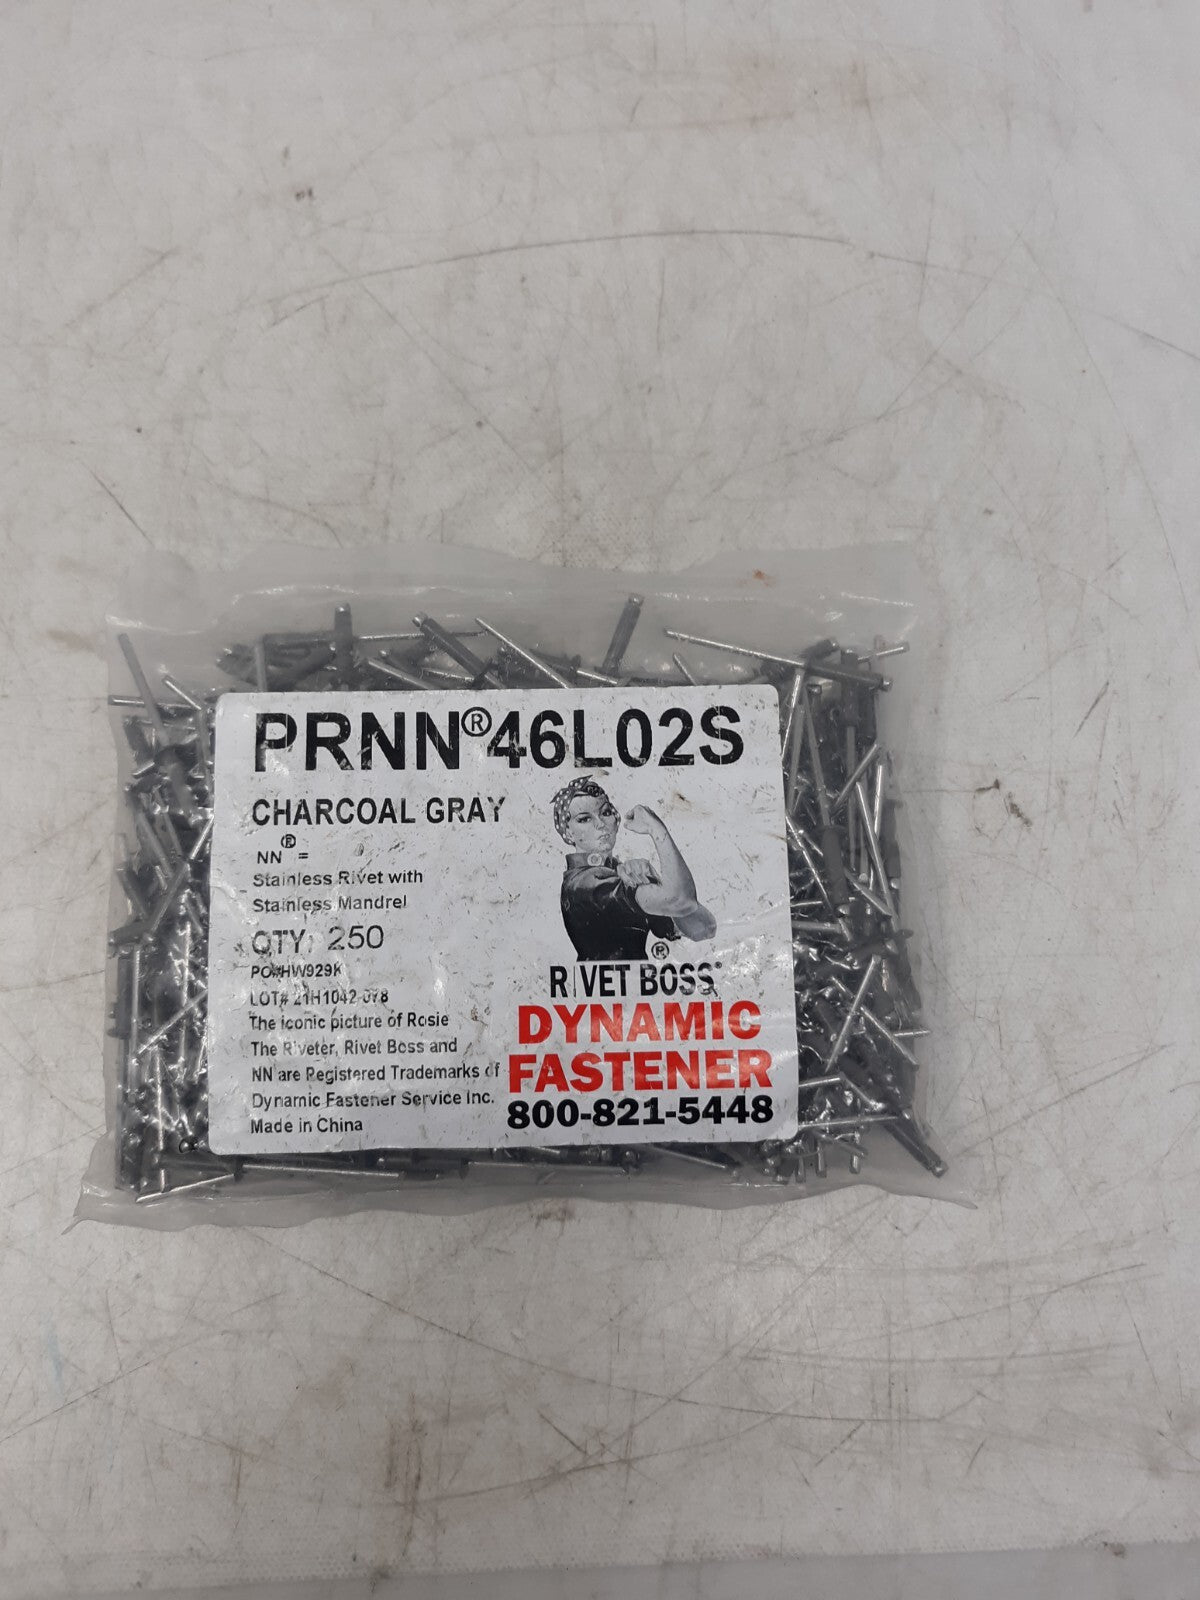 PRNN®46L02S
CHARCOAL GRAY
®
NN =
Stainless Rivet with
Stainless Mandrel
QTY: 250
PO#HW929K
LOT# 21H1042-078
The iconic picture of Rosie
The Riveter, Rivet Boss and
NN are Registered Trademarks of
Dynamic Fastener Service Inc.
Made in China
®
RIVET BOSS®
DYNAMIC
FASTENER
800-821-5448